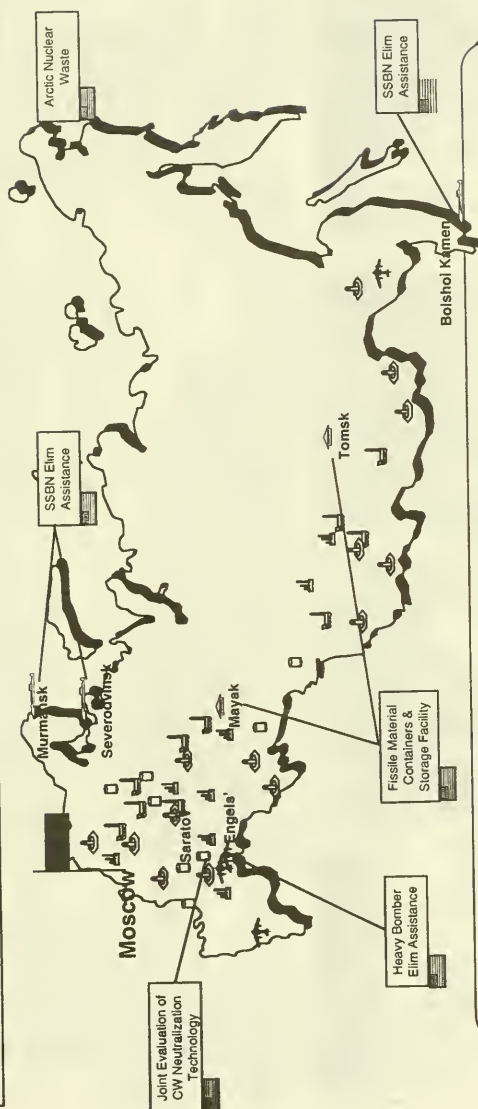 Arctic Nuclear
Waste
SSBN Elim
Assistance
SSBN Elim
Assistance
Murmansk
Severodvinsk
Moscow
Saratov
Engels'
Mayak
Tomsk
Bolshoi Kamen
Joint Evaluation of
CW Neutralization
Technology
Heavy Bomber
Elim Assistance
Fissile Material
Containers &
Storage Facility